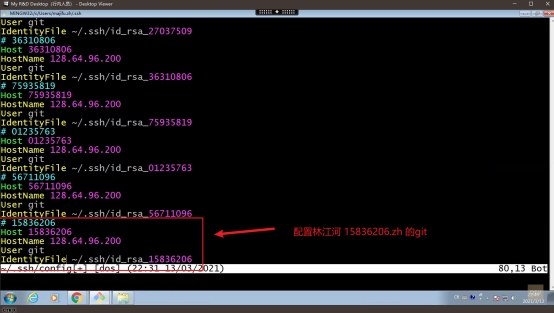 My R&D Desktop
Desktop Viewer
User git
IdentityFile ~/.ssh/id_rsa_27037509
# 36310806
Host 36310806
HostName 128.64.96.200
User git
IdentityFile ~/.ssh/id_rsa_36310806
# 75935819
Host 75935819
HostName 128.64.96.200
User git
IdentityFile ~/.ssh/id_rsa_75935819
# 01235763
Host 01235763
HostName 128.64.96.200
User git
IdentityFile ~/.ssh/id_rsa_01235763
# 56711096
Host 56711096
HostName 128.64.96.200
User git
IdentityFile ~/.ssh/id_rsa_56711096
# 15836206
Host 15836206
HostName 128.64.96.200
User git
IdentityFile ~/.ssh/id_rsa_15836206
配置林江河 15836206.zh 的git
~/.ssh/config[+] [dos] (22:31 13/03/2021) 80,13 Bot